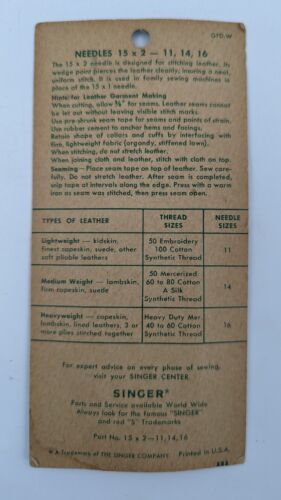 GFD-W
NEEDLES 15 x 2 — 11, 14, 16
The 15 x 2 needle is designed for stitching leather. Its
wedge point pierces the leather cleanly; insuring a neat,
uniform stitch. It is used in family sewing machines in
place of the 15 x 1 needle.
Hints for Leather Garment Making
When cutting, allow ⅝" for seams. Leather seams cannot
be let out without leaving visible stitch marks.
Use pre-shrunk seam tape for seams and points of strain.
Use rubber cement to anchor hems and facings.
Retain shape of collars and cuffs by interfacing with
firm, lightweight fabric (organdy, stiffened lawn).
When stitching, do not stretch leather.
When joining cloth and leather, stitch with cloth on top.
Seaming — Place seam tape on top of leather. Sew care-
fully. Do not stretch leather. After seam is completed,
snip tape at intervals along the edge. Press with a warm
iron as seam was stitched, then press seam open.
TYPES OF LEATHER
THREAD SIZES
NEEDLE SIZES
Lightweight — kidskin,
finest capeskin, suede, other
soft pliable leathers
50 Embroidery
100 Cotton
Synthetic Thread
11
Medium Weight — lambskin,
firm capeskin, suede
50 Mercerized
60 to 80 Cotton
A Silk
Synthetic Thread
14
Heavyweight — capeskin,
lambskin, lined leathers, 3 or
more plies stitched together
Heavy Duty Mer.
40 to 60 Cotton
Synthetic Thread
16
For expert advice on every phase of sewing,
visit your SINGER CENTER.
SINGER*
Parts and Service available World Wide
Always look for the famous "SINGER"
and red "S" Trademarks
Part No. 15 x 2—11,14,16
A Trademark of THE SINGER COMPANY
Printed in U.S.A.